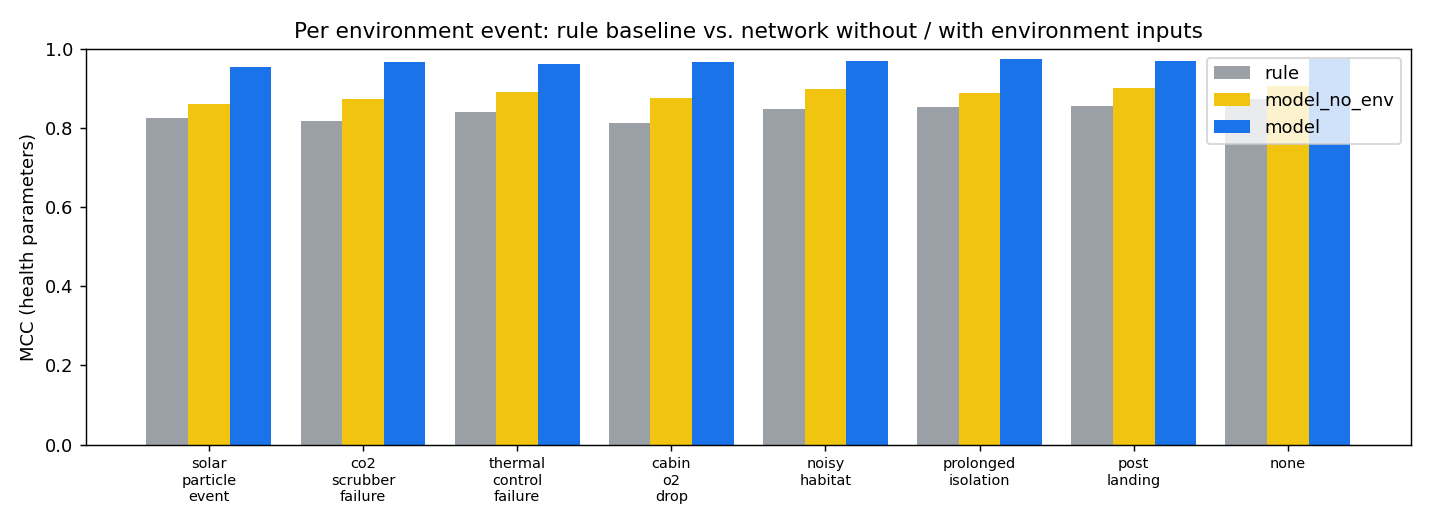 Per environment event: rule baseline vs. network without / with environment inputs
MCC (health parameters)
1.0
0.8
0.6
0.4
0.2
0.0
rule
model_no_env
model
solar
particle
event
co2
scrubber
failure
thermal
control
failure
cabin
o2
drop
noisy
habitat
prolonged
isolation
post
landing
none